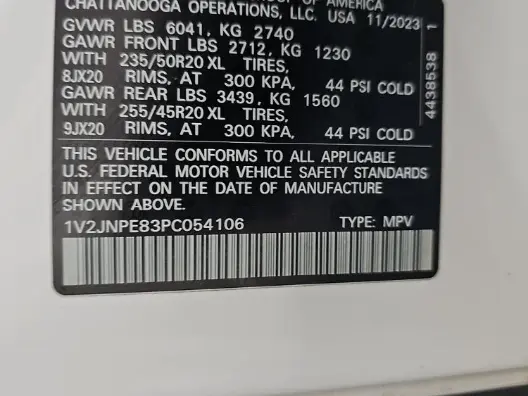 OF AMERICA
CHATTANOOGA OPERATIONS, LLC. USA 11/2023
GVWR LBS 6041, KG 2740
GAWR FRONT LBS 2712, KG 1230
WITH 235/50R20 XL TIRES,
8JX20 RIMS, AT 300 KPA, 44 PSI COLD
GAWR REAR LBS 3439, KG 1560
WITH 255/45R20 XL TIRES,
9JX20 RIMS, AT 300 KPA, 44 PSI COLD
THIS VEHICLE CONFORMS TO ALL APPLICABLE
U.S. FEDERAL MOTOR VEHICLE SAFETY STANDARDS
IN EFFECT ON THE DATE OF MANUFACTURE
SHOWN ABOVE.
1V2JNPE83PC054106 TYPE: MPV
4438538 1